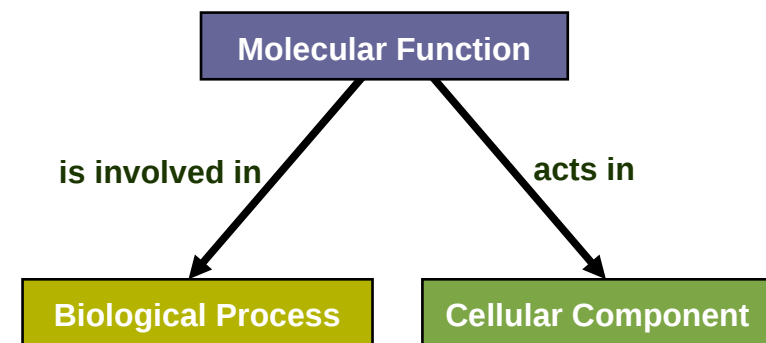 Molecular Function
is involved in
acts in
Biological Process
Cellular Component